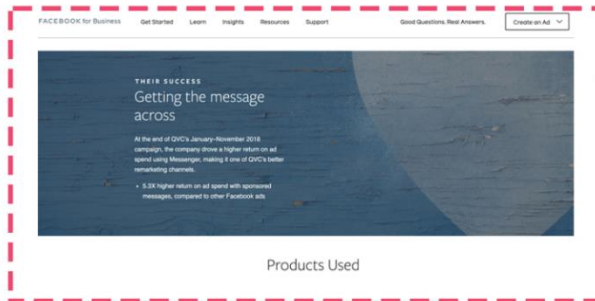 FACEBOOK for Business Get Started Learn Insights Resources Support Good Questions. Real Answers. Create an Ad
THEIR SUCCESS
Getting the message
across
At the end of QVC's January–November 2018
campaign, the company drove a higher return on ad
spend using Messenger, making it one of QVC's better
remarketing channels.
• 5.3X higher return on ad spend with sponsored
messages, compared to other Facebook ads
Products Used